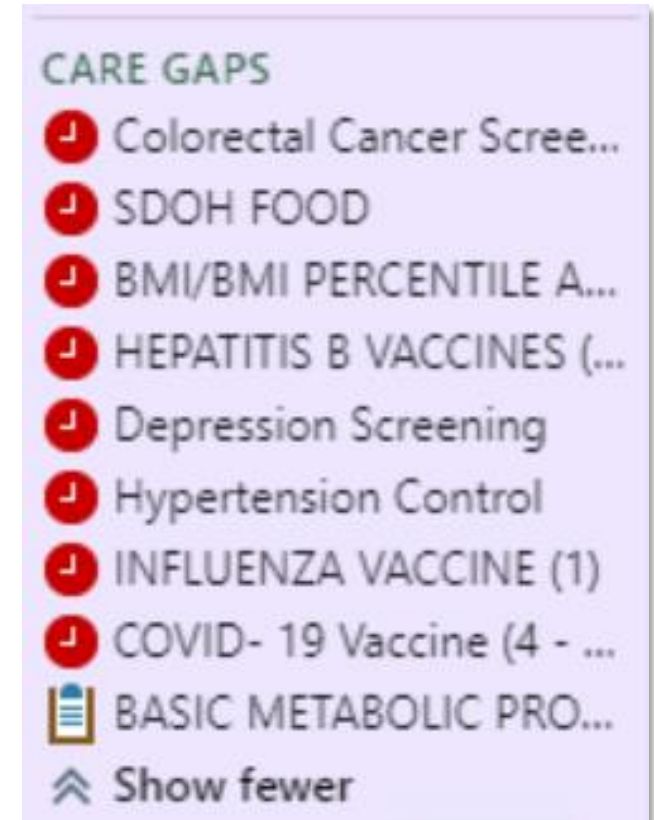 CARE GAPS
Colorectal Cancer Scree...
SDOH FOOD
BMI/BMI PERCENTILE A...
HEPATITIS B VACCINES (...
Depression Screening
Hypertension Control
INFLUENZA VACCINE (1)
COVID- 19 Vaccine (4 - ...
BASIC METABOLIC PRO...
Show fewer